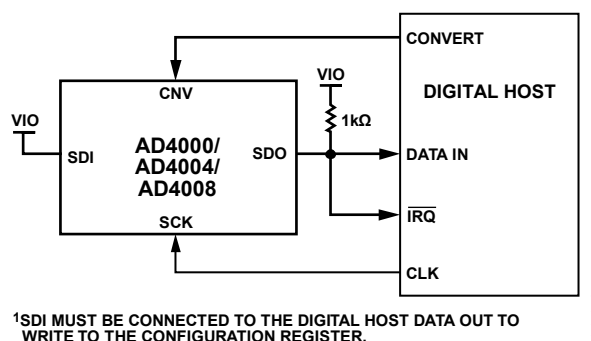 CONVERT
VIO
DIGITAL HOST
CNV
VIO
1kΩ
AD4000/
AD4004/
AD4008
SDI
SDO
DATA IN
IRQ
SCK
CLK
1SDI MUST BE CONNECTED TO THE DIGITAL HOST DATA OUT TO
WRITE TO THE CONFIGURATION REGISTER.